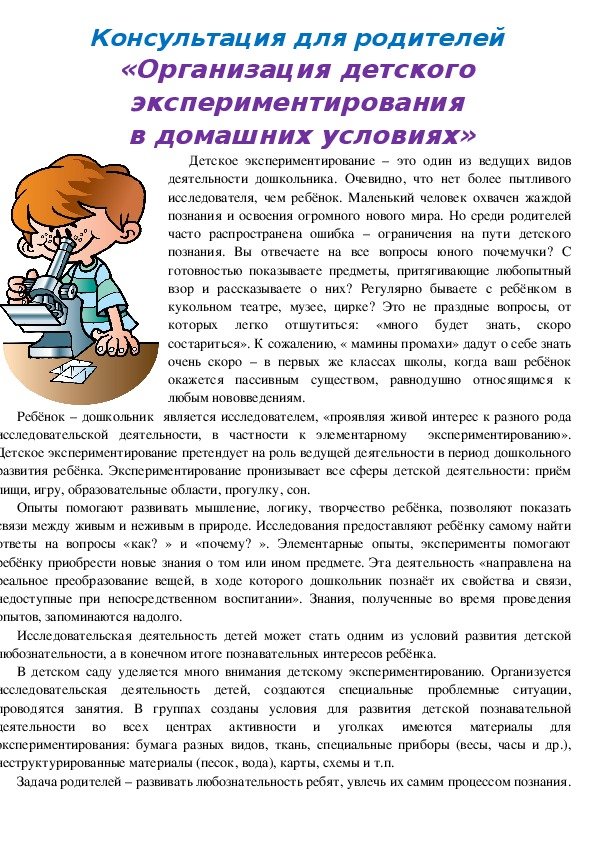 Консультация для родителей
«Организация детского
экспериментирования
в домашних условиях»
Детское экспериментирование – это один из ведущих видов
деятельности дошкольника. Очевидно, что нет более пытливого
исследователя, чем ребёнок. Маленький человек охвачен жаждой
познания и освоения огромного нового мира. Но среди родителей
часто распространена ошибка – ограничения на пути детского
познания. Вы отвечаете на все вопросы юного почемучки? С
готовностью показываете предметы, притягивающие любопытный
взор и рассказываете о них? Регулярно бываете с ребёнком в
кукольном театре, музее, цирке? Это не праздные вопросы, от
которых легко отшутиться: «много будет знать, скоро
состариться». К сожалению, « мамины промахи» дадут о себе знать
очень скоро – в первых же классах школы, когда ваш ребёнок
окажется пассивным существом, равнодушно относящимся к
любым нововведениям.
Ребёнок – дошкольник является исследователем, «проявляя живой интерес к разного рода
исследовательской деятельности, в частности к элементарному экспериментированию».
Детское экспериментирование претендует на роль ведущей деятельности в период дошкольного
развития ребёнка. Экспериментирование пронизывает все сферы детской деятельности: приём
пищи, игру, образовательные области, прогулку, сон.
Опыты помогают развивать мышление, логику, творчество ребёнка, позволяют показать
связи между живым и неживым в природе. Исследования предоставляют ребёнку самому найти
ответы на вопросы «как? » и «почему? ». Элементарные опыты, эксперименты помогают
ребёнку приобрести новые знания о том или ином предмете. Эта деятельность «направлена на
реальное преобразование вещей, в ходе которого дошкольник познаёт их свойства и связи,
недоступные при непосредственном воспитании». Знания, полученные во время проведения
опытов, запоминаются надолго.
Исследовательская деятельность детей может стать одним из условий развития детской
любознательности, а в конечном итоге познавательных интересов ребёнка.
В детском саду уделяется много внимания детскому экспериментированию. Организуется
исследовательская деятельность детей, создаются специальные проблемные ситуации,
проводятся занятия. В группах созданы условия для развития детской познавательной
деятельности во всех центрах активности и уголках имеются материалы для
экспериментирования: бумага разных видов, ткань, специальные приборы (весы, часы и др.),
неструктурированные материалы (песок, вода), карты, схемы и т.п.
Задача родителей – развивать любознательность ребят, увлечь их самим процессом познания.